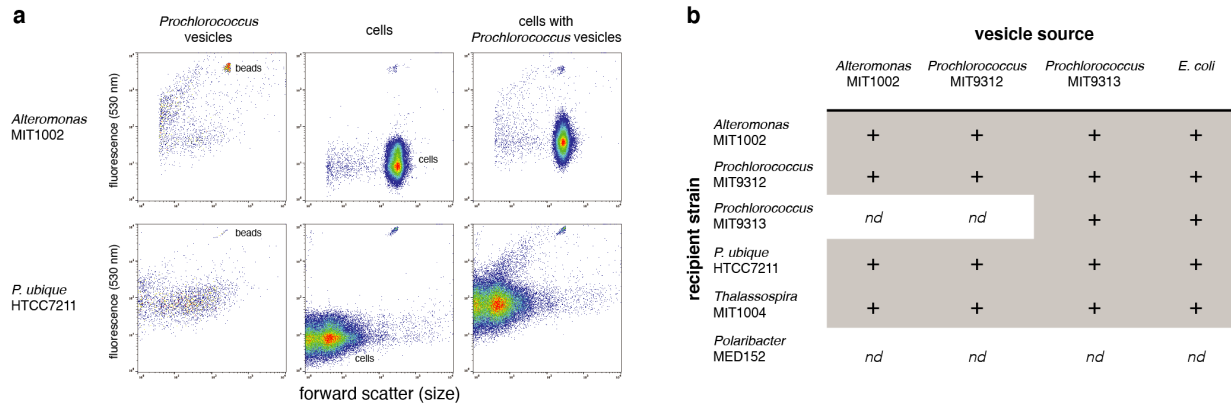 a
Prochlorococcus
vesicles
cells
cells with
Prochlorococcus vesicles
Alteromonas
MIT1002
fluorescence (530 nm)
beads
cells
P. ubique
HTCC7211
fluorescence (530 nm)
beads
cells
forward scatter (size)
b
vesicle source
Alteromonas
MIT1002
Prochlorococcus
MIT9312
Prochlorococcus
MIT9313
E. coli
recipient strain
Alteromonas
MIT1002
+ + + +
Prochlorococcus
MIT9312
+ + + +
Prochlorococcus
MIT9313
nd nd + +
P. ubique
HTCC7211
+ + + +
Thalassospira
MIT1004
+ + + +
Polaribacter
MED152
nd nd nd nd